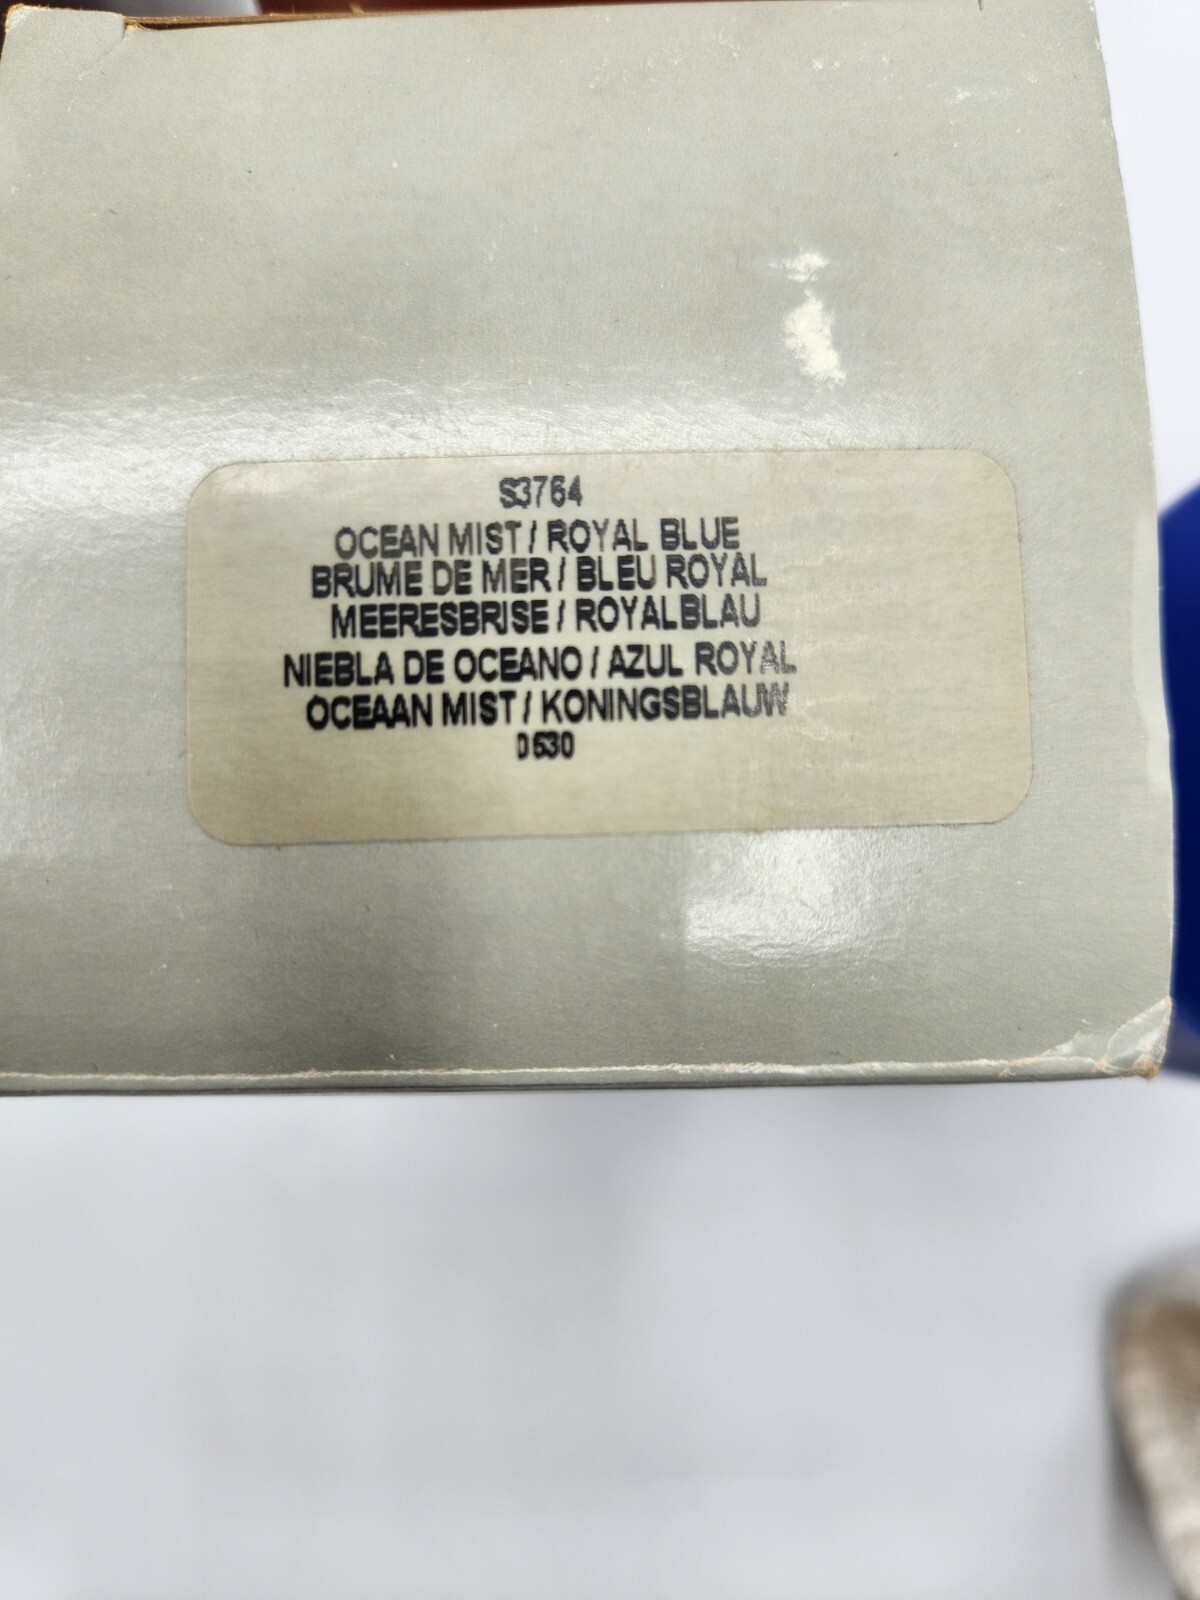 S3764
OCEAN MIST / ROYAL BLUE
BRUME DE MER / BLEU ROYAL
MEERESBRISE / ROYALBLAU
NIEBLA DE OCEANO / AZUL ROYAL
OCEAAN MIST / KONINGSBLAUW
0530